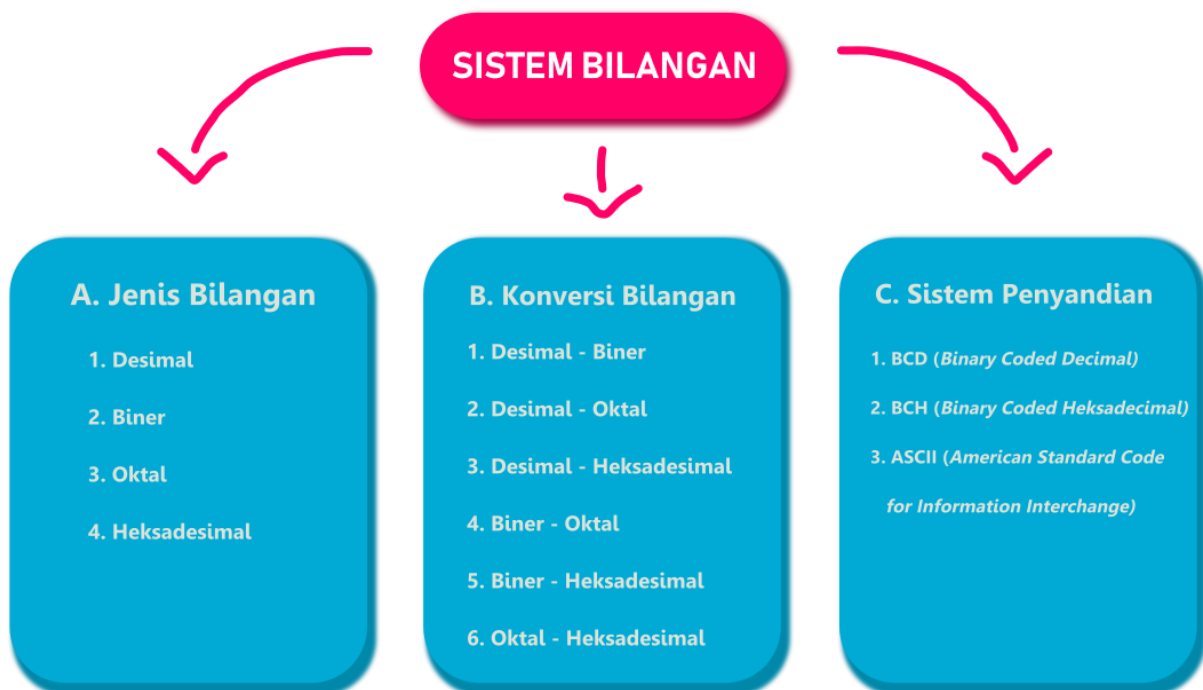 SISTEM BILANGAN
A. Jenis Bilangan
1. Desimal
2. Biner
3. Oktal
4. Heksadesimal
B. Konversi Bilangan
1. Desimal - Biner
2. Desimal - Oktal
3. Desimal - Heksadesimal
4. Biner - Oktal
5. Biner - Heksadesimal
6. Oktal - Heksadesimal
C. Sistem Penyandian
1. BCD (Binary Coded Decimal)
2. BCH (Binary Coded Heksadecimal)
3. ASCII (American Standard Code
for Information Interchange)